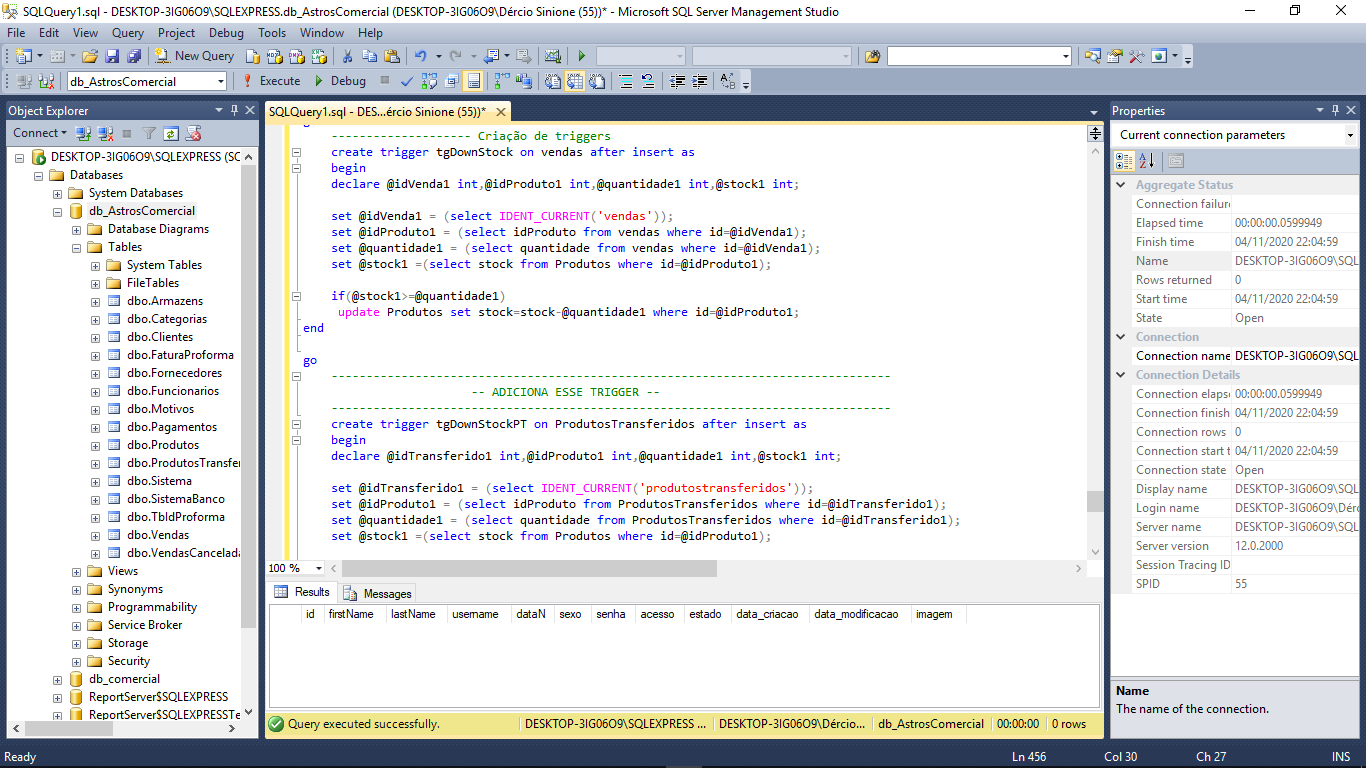 SQLQuery1.sql - DESKTOP-3IG06O9\SQLEXPRESS.db_AstrosComercial (DESKTOP-3IG06O9\Dércio Sinione (55))* - Microsoft SQL Server Management Studio
File Edit View Query Project Debug Tools Window Help
New Query
db_AstrosComercial Execute Debug
Object Explorer
Connect
DESKTOP-3IG06O9\SQLEXPRESS (SC
Databases
System Databases
db_AstrosComercial
Database Diagrams
Tables
System Tables
FileTables
dbo.Armazens
dbo.Categorias
dbo.Clientes
dbo.FaturaProforma
dbo.Fornecedores
dbo.Funcionarios
dbo.Motivos
dbo.Pagamentos
dbo.Produtos
dbo.ProdutosTransfe
dbo.Sistema
dbo.SistemaBanco
dbo.TbIdProforma
dbo.Vendas
dbo.VendasCancelada
Views
Synonyms
Programmability
Service Broker
Storage
Security
db_comercial
ReportServer$SQLEXPRESS
ReportServer$SQLEXPRESSTe
SQLQuery1.sql - DES...ércio Sinione (55))*
-------------------- Criação de triggers
create trigger tgDownStock on vendas after insert as
begin
declare @idVenda1 int,@idProduto1 int,@quantidade1 int,@stock1 int;
set @idVenda1 = (select IDENT_CURRENT('vendas'));
set @idProduto1 = (select idProduto from vendas where id=@idVenda1);
set @quantidade1 = (select quantidade from vendas where id=@idVenda1);
set @stock1 =(select stock from Produtos where id=@idProduto1);
if(@stock1>=@quantidade1)
update Produtos set stock=stock-@quantidade1 where id=@idProduto1;
end
go
--------------------------------------------------------------------------------
-- ADICIONA ESSE TRIGGER --
--------------------------------------------------------------------------------
create trigger tgDownStockPT on ProdutosTransferidos after insert as
begin
declare @idTransferido1 int,@idProduto1 int,@quantidade1 int,@stock1 int;
set @idTransferido1 = (select IDENT_CURRENT('produtostransferidos'));
set @idProduto1 = (select idProduto from ProdutosTransferidos where id=@idTransferido1);
set @quantidade1 = (select quantidade from ProdutosTransferidos where id=@idTransferido1);
set @stock1 =(select stock from Produtos where id=@idProduto1);
100 %
Results Messages
id firstName lastName username dataN sexo senha acesso estado data_criacao data_modificacao imagem
Query executed successfully. DESKTOP-3IG06O9\SQLEXPRESS ... DESKTOP-3IG06O9\Dércio... db_AstrosComercial 00:00:00 0 rows
Properties
Current connection parameters
Aggregate Status
Connection failure
Elapsed time 00:00:00.0599949
Finish time 04/11/2020 22:04:59
Name DESKTOP-3IG06O9\SQL
Rows returned 0
Start time 04/11/2020 22:04:59
State Open
Connection
Connection name DESKTOP-3IG06O9\SQL
Connection Details
Connection elapse 00:00:00.0599949
Connection finish 04/11/2020 22:04:59
Connection rows 0
Connection start t 04/11/2020 22:04:59
Connection state Open
Display name DESKTOP-3IG06O9\SQL
Login name DESKTOP-3IG06O9\Dérc
Server name DESKTOP-3IG06O9\SQL
Server version 12.0.2000
Session Tracing ID
SPID 55
Name
The name of the connection.
Ready Ln 456 Col 30 Ch 27 INS